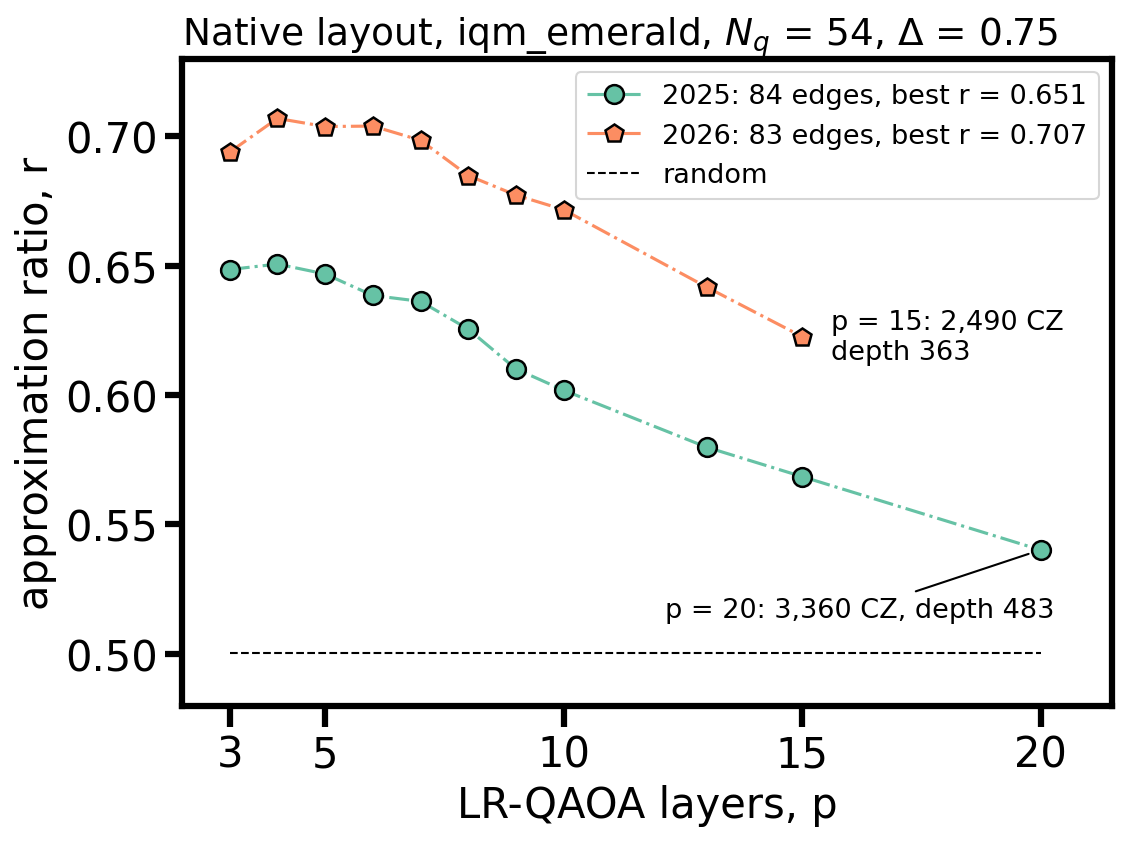 Native layout, iqm_emerald, N_q = 54, Δ = 0.75
2025: 84 edges, best r = 0.651
2026: 83 edges, best r = 0.707
random
approximation ratio, r
0.70
0.65
0.60
0.55
0.50
p = 15: 2,490 CZ
depth 363
p = 20: 3,360 CZ, depth 483
3
5
10
15
20
LR-QAOA layers, p